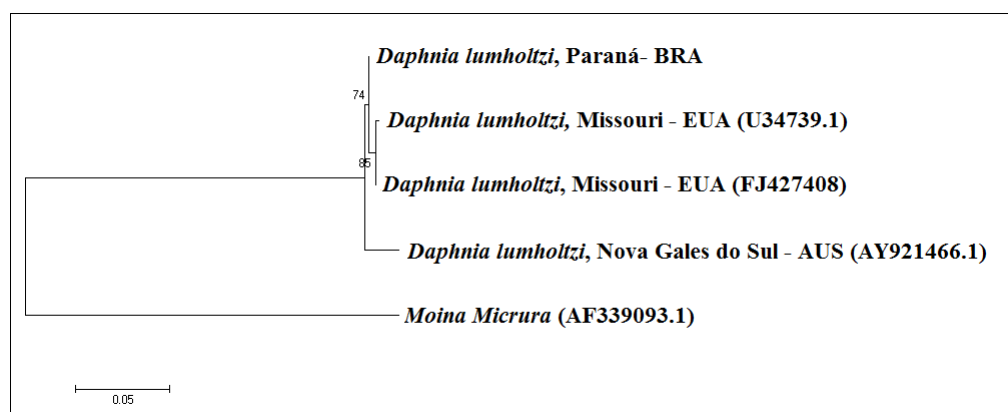 Daphnia lumholtzi, Paraná- BRA
74
Daphnia lumholtzi, Missouri - EUA (U34739.1)
85
Daphnia lumholtzi, Missouri - EUA (FJ427408)
Daphnia lumholtzi, Nova Gales do Sul - AUS (AY921466.1)
Moina Micrura (AF339093.1)
0.05